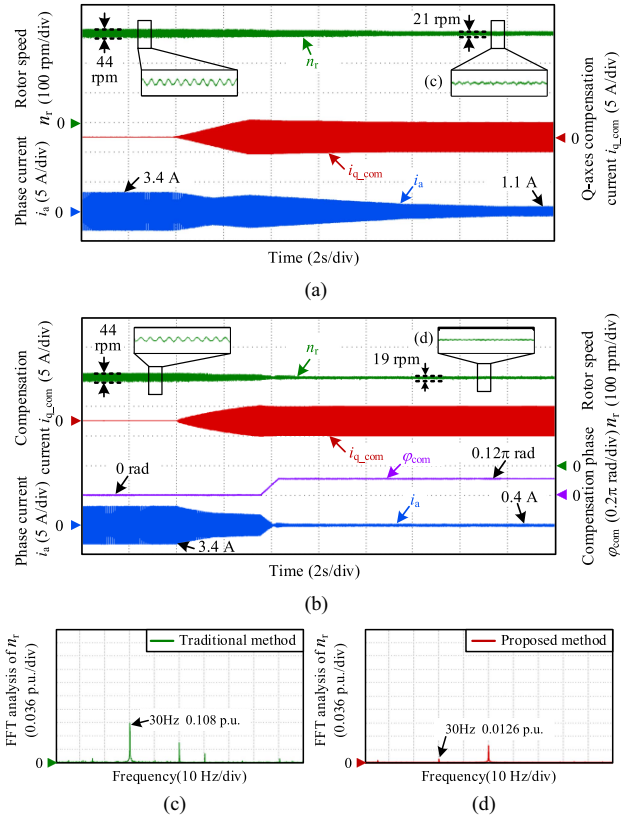 Rotor speed
nr (100 rpm/div)
44
rpm
21 rpm
nr
(c)
0
0
iq_com
Q-axes compensation
current iq_com (5 A/div)
Phase current
ia (5 A/div)
3.4 A
ia
1.1 A
0
Time (2s/div)
(a)
Compensation
current iq_com (5 A/div)
44
rpm
nr
(d)
19 rpm
Rotor speed
nr (100 rpm/div)
0
iq_com
0 rad
φcom
0.12π rad
0
0
Compensation phase
φcom (0.2π rad/div)
Phase current
ia (5 A/div)
ia
0.4 A
0
3.4 A
Time (2s/div)
(b)
FFT analysis of nr
(0.036 p.u./div)
Traditional method
30Hz 0.108 p.u.
0
Frequency(10 Hz/div)
(c)
FFT analysis of nr
(0.036 p.u./div)
Proposed method
30Hz 0.0126 p.u.
0
Frequency(10 Hz/div)
(d)